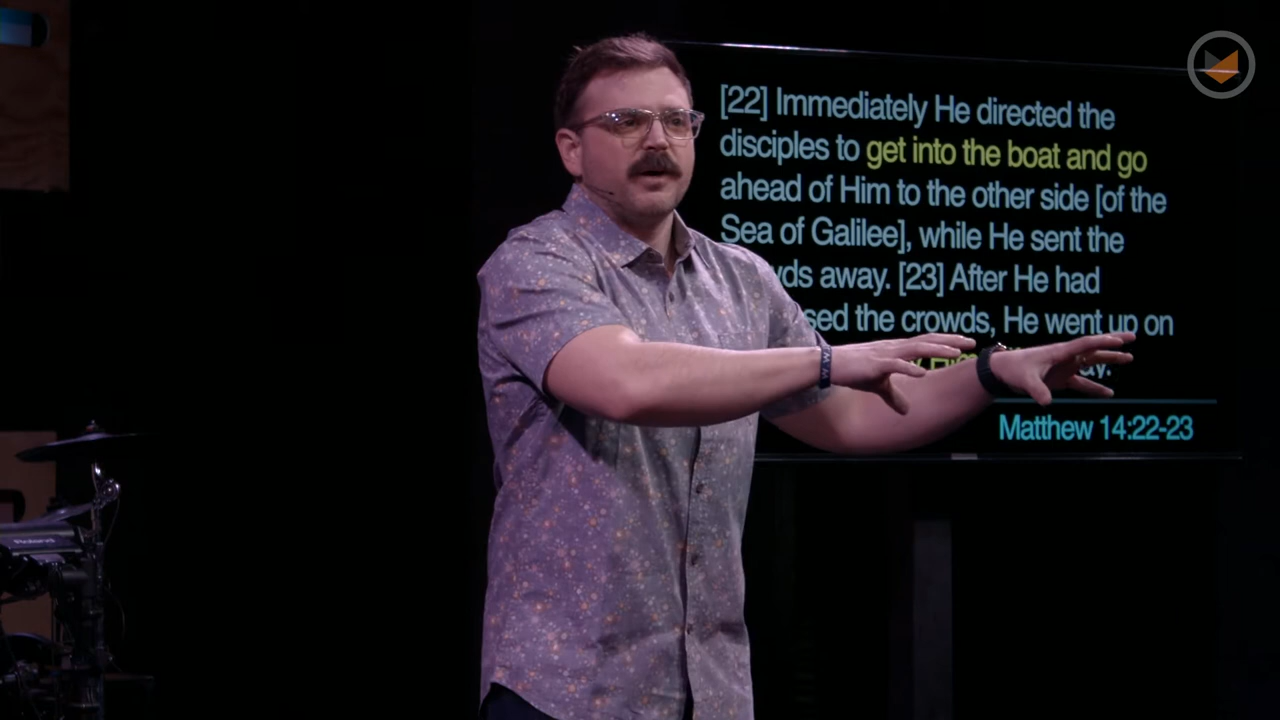 [22] Immediately He directed the
disciples to get into the boat and go
ahead of Him to the other side [of the
Sea of Galilee], while He sent the
away. [23] After He had
the crowds, He went up on
Matthew 14:22-23
Roland